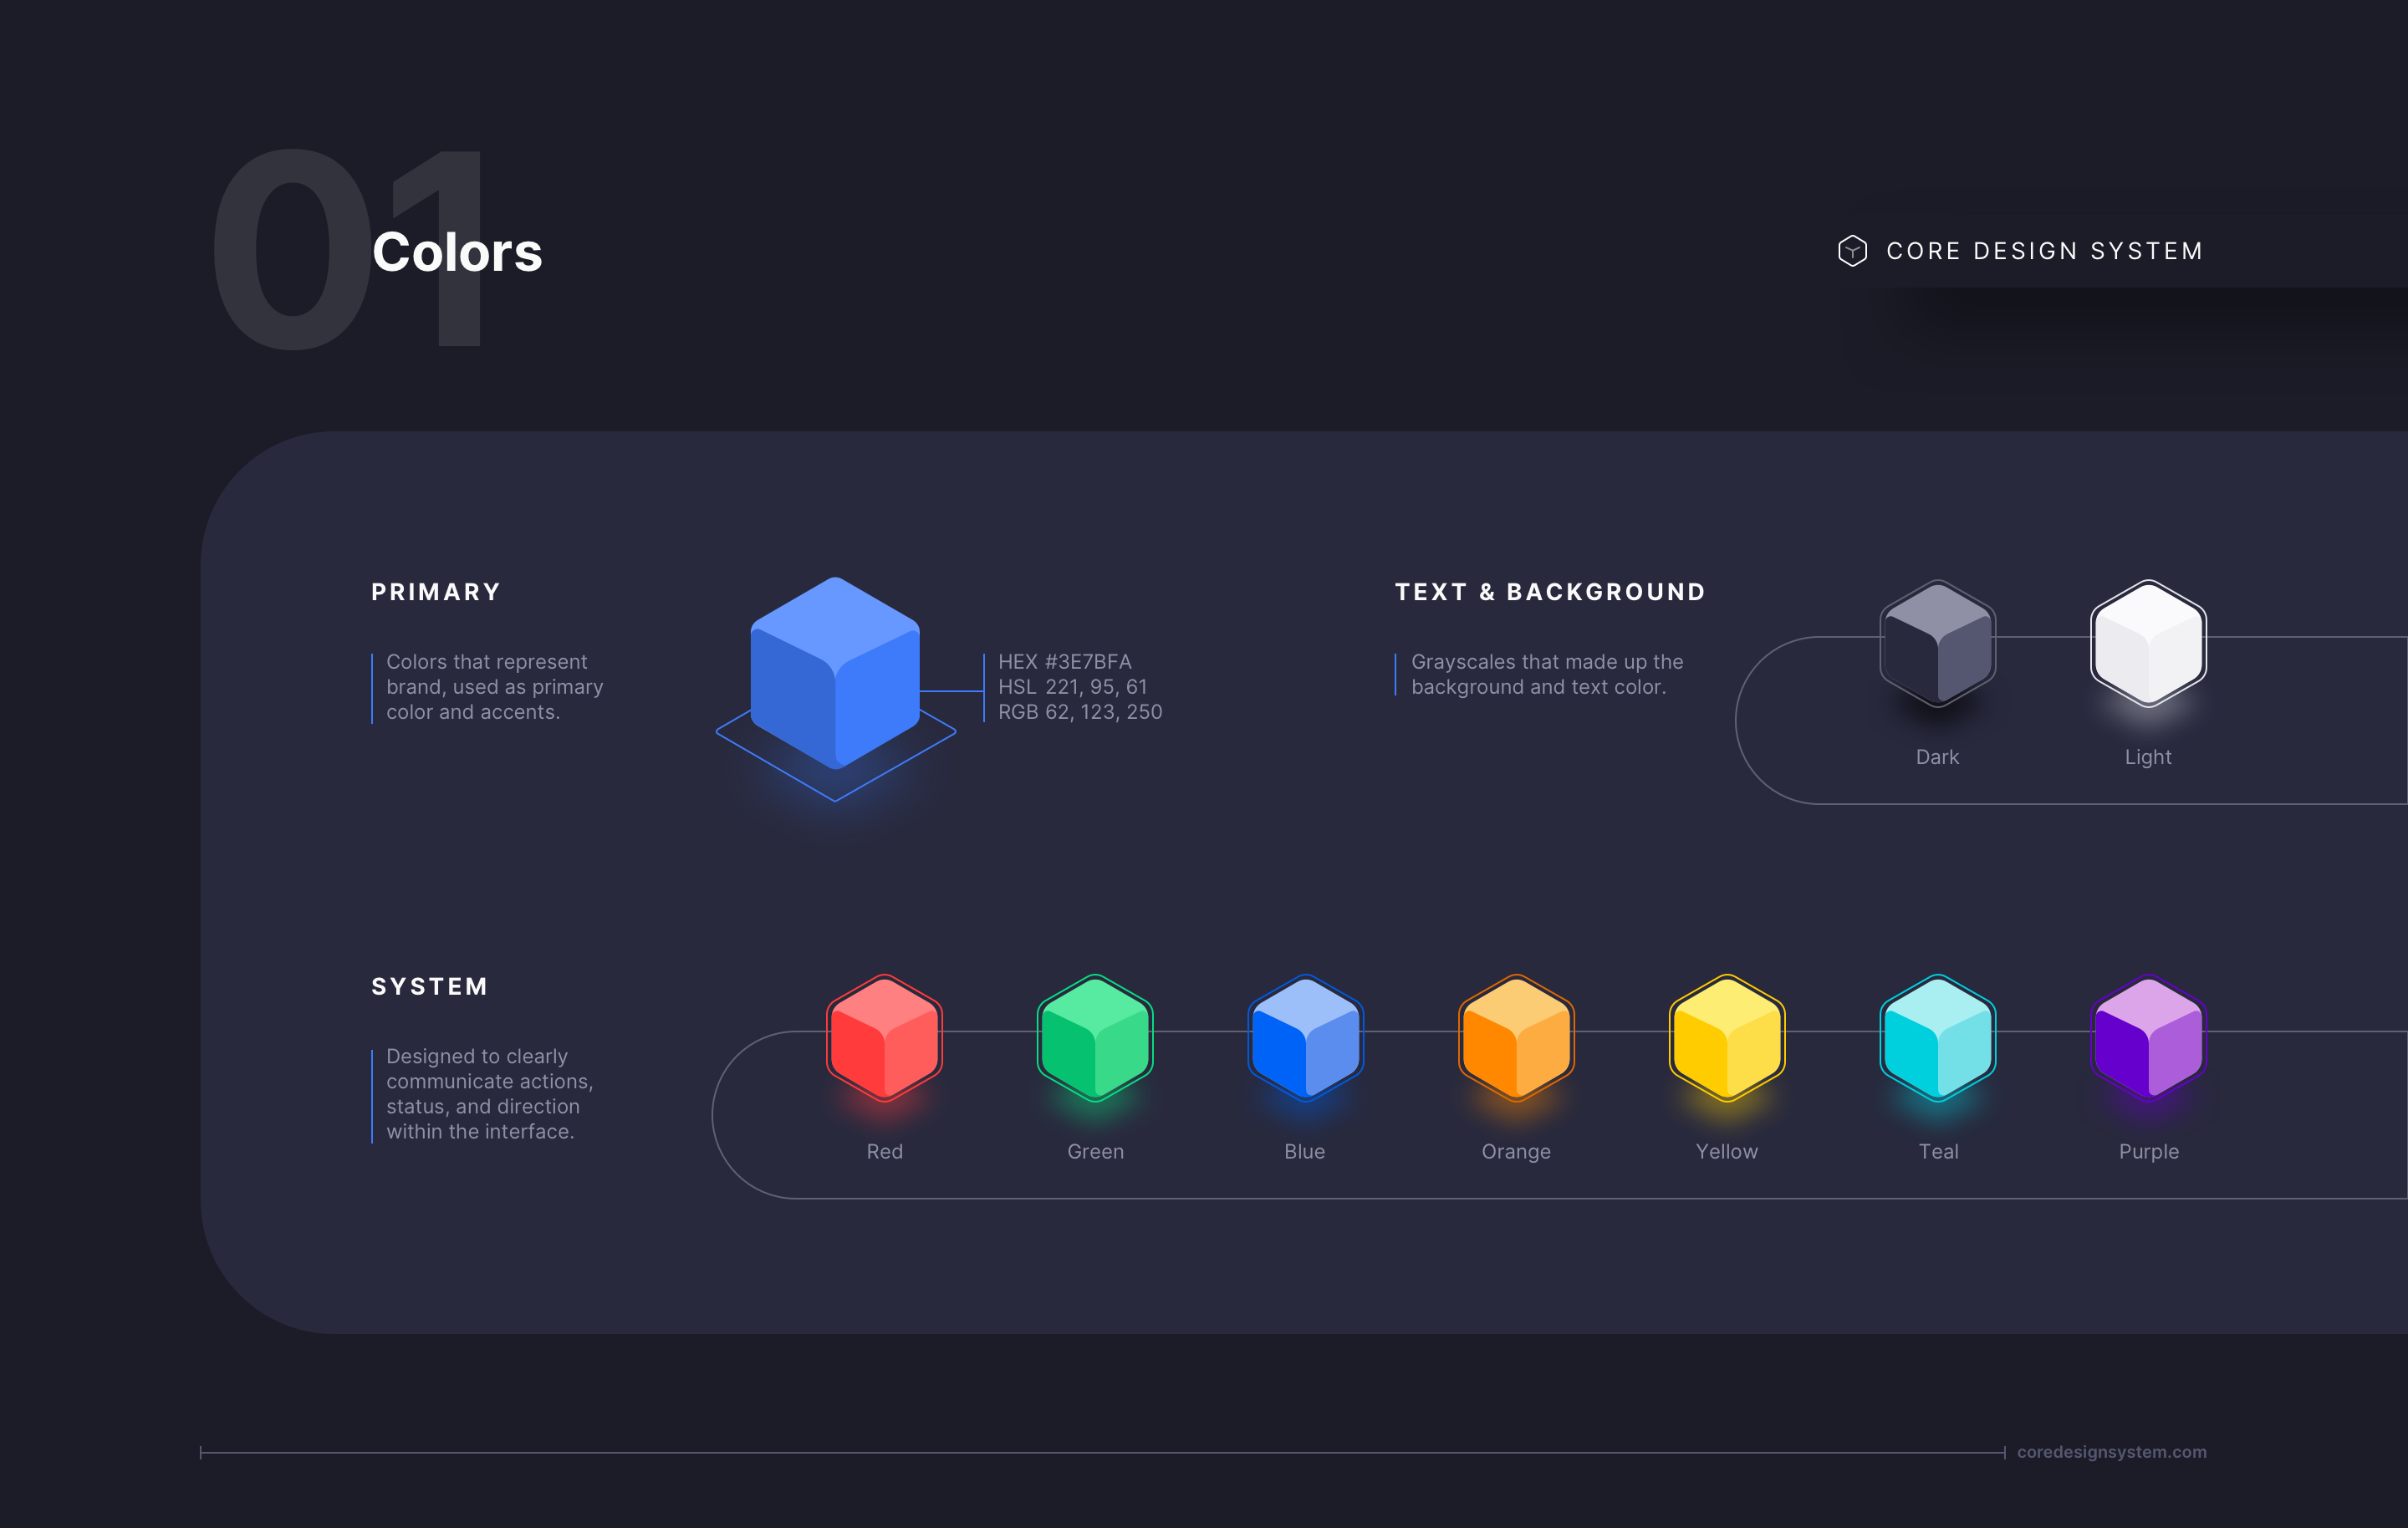 01
Colors
CORE DESIGN SYSTEM
PRIMARY
Colors that represent
brand, used as primary
color and accents.
HEX #3E7BFA
HSL 221, 95, 61
RGB 62, 123, 250
TEXT & BACKGROUND
Grayscales that made up the
background and text color.
Dark
Light
SYSTEM
Designed to clearly
communicate actions,
status, and direction
within the interface.
Red
Green
Blue
Orange
Yellow
Teal
Purple
coredesignsystem.com